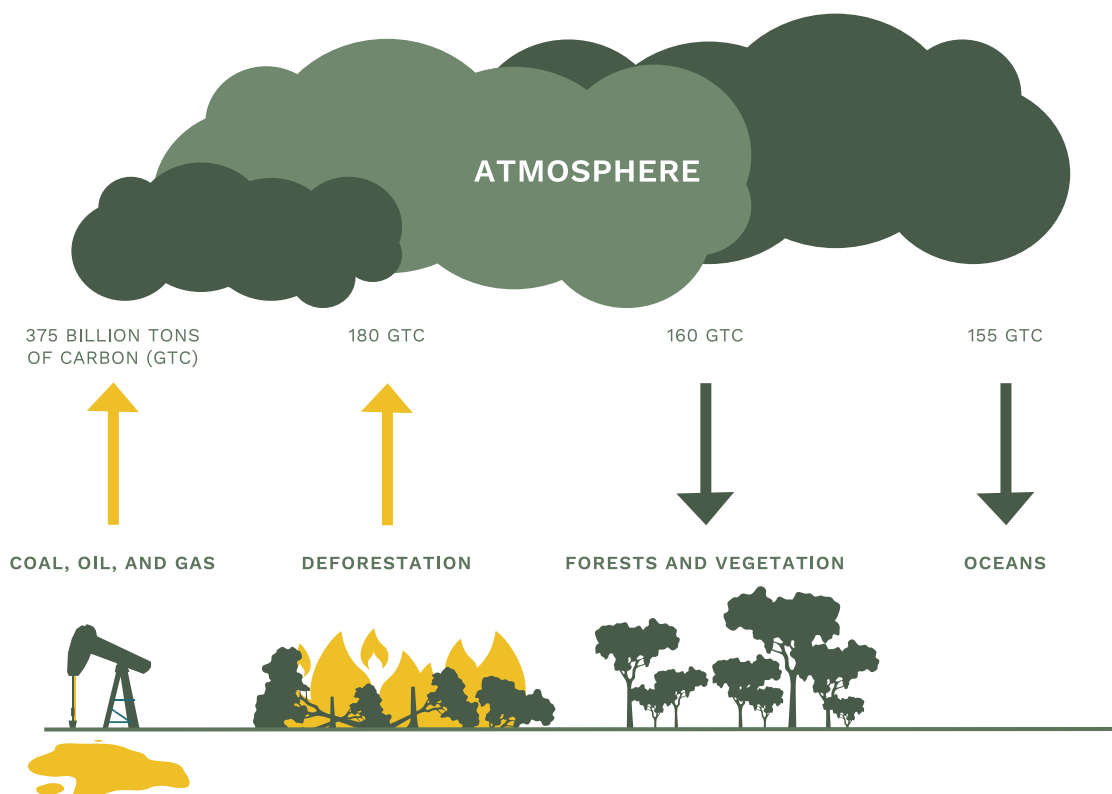 ATMOSPHERE
375 BILLION TONS
OF CARBON (GTC)
180 GTC
160 GTC
155 GTC
COAL, OIL, AND GAS
DEFORESTATION
FORESTS AND VEGETATION
OCEANS